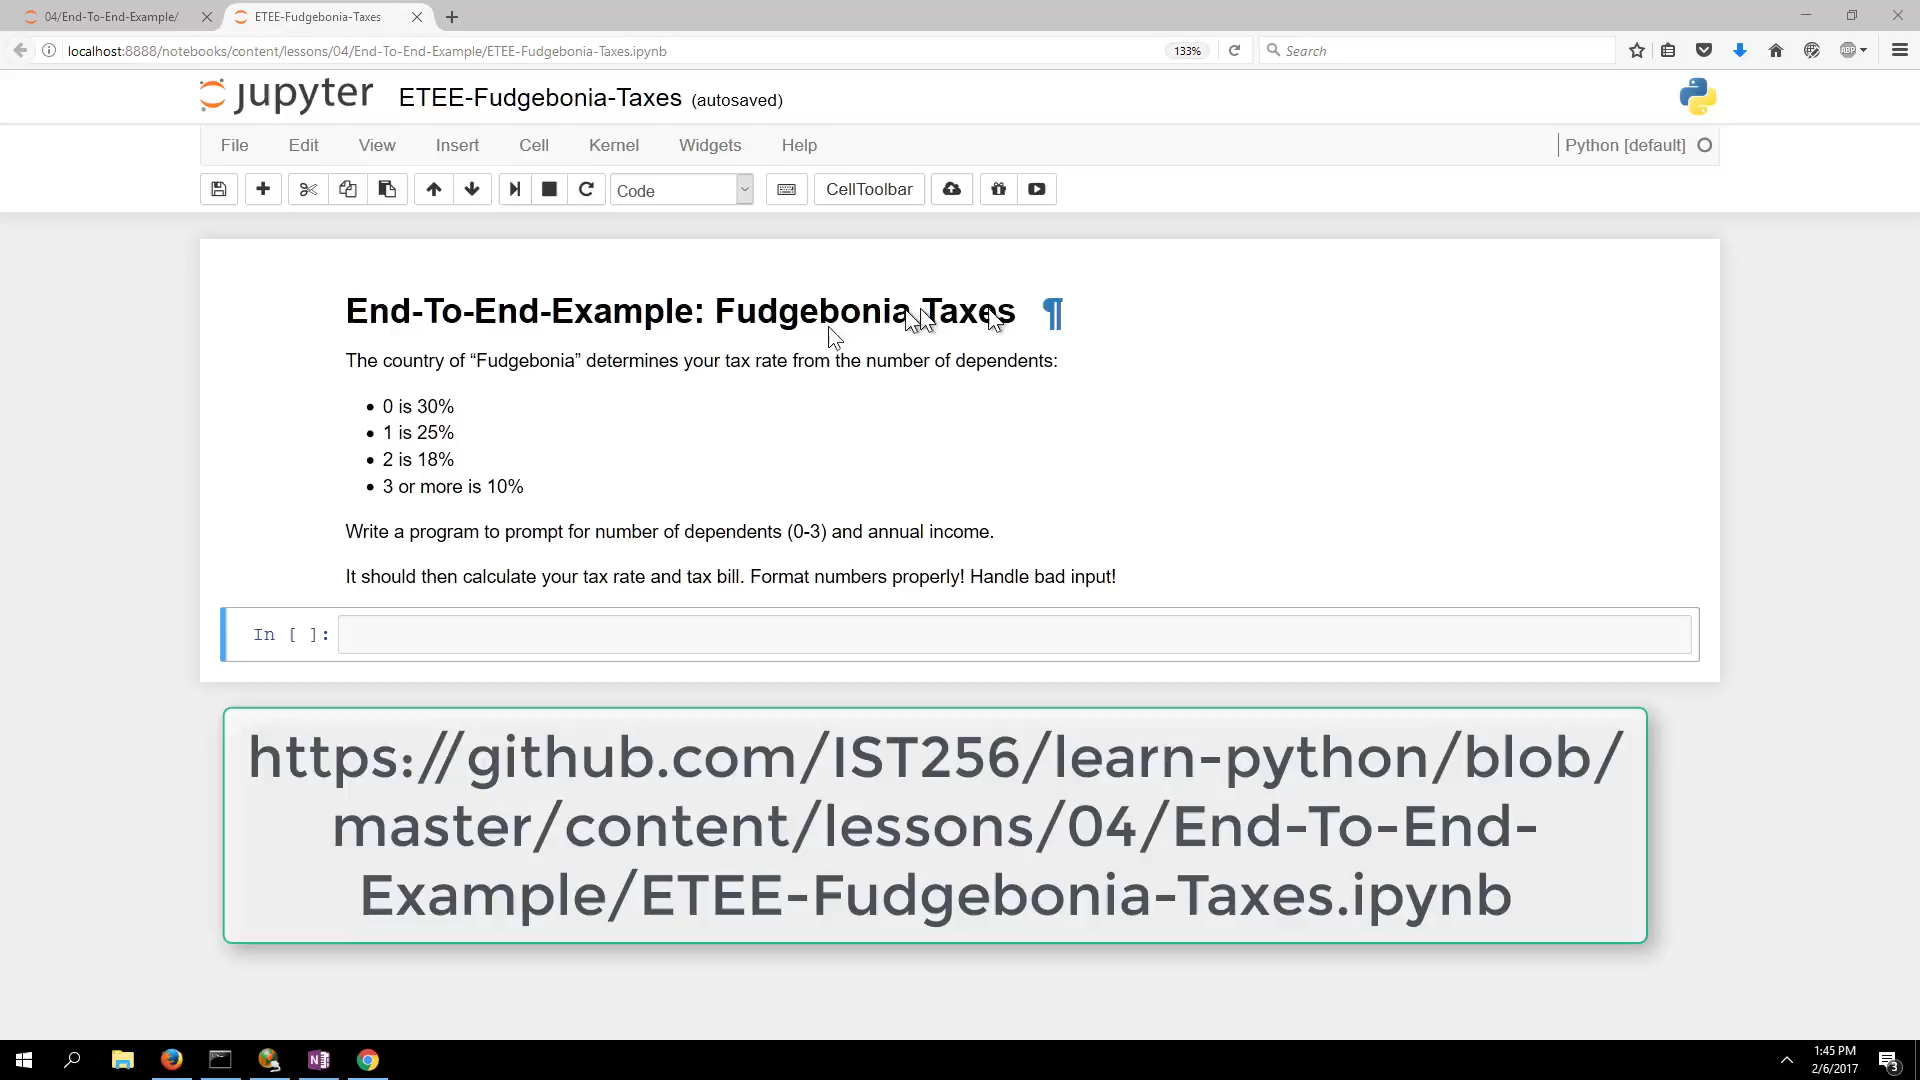 04/End-To-End-Example/
ETEE-Fudgebonia-Taxes
localhost:8888/notebooks/content/lessons/04/End-To-End-Example/ETEE-Fudgebonia-Taxes.ipynb
133%
Search
ABP
jupyter ETEE-Fudgebonia-Taxes (autosaved)
File Edit View Insert Cell Kernel Widgets Help
Python [default]
Code
CellToolbar
End-To-End-Example: Fudgebonia Taxes ¶
The country of “Fudgebonia” determines your tax rate from the number of dependents:
• 0 is 30%
• 1 is 25%
• 2 is 18%
• 3 or more is 10%
Write a program to prompt for number of dependents (0-3) and annual income.
It should then calculate your tax rate and tax bill. Format numbers properly! Handle bad input!
In [ ]:
https://github.com/IST256/learn-python/blob/
master/content/lessons/04/End-To-End-
Example/ETEE-Fudgebonia-Taxes.ipynb
1:45 PM
2/6/2017
3